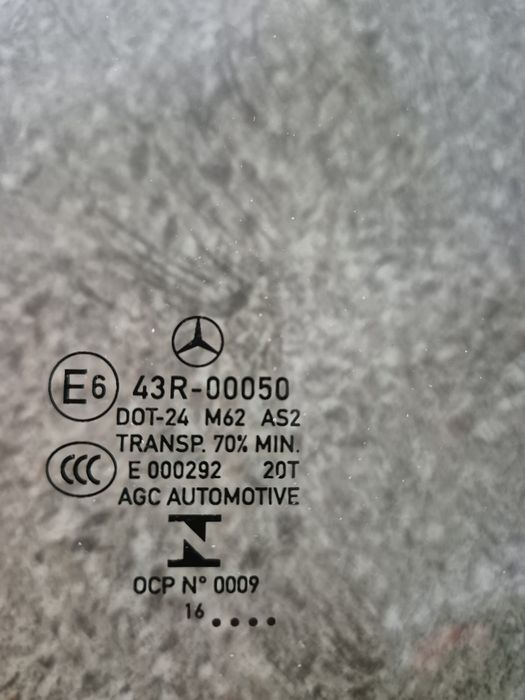 E6 43R-00050
DOT-24 M62 AS2
TRANSP. 70% MIN.
CCC E 000292 20T
AGC AUTOMOTIVE
OCP N° 0009
16 ....